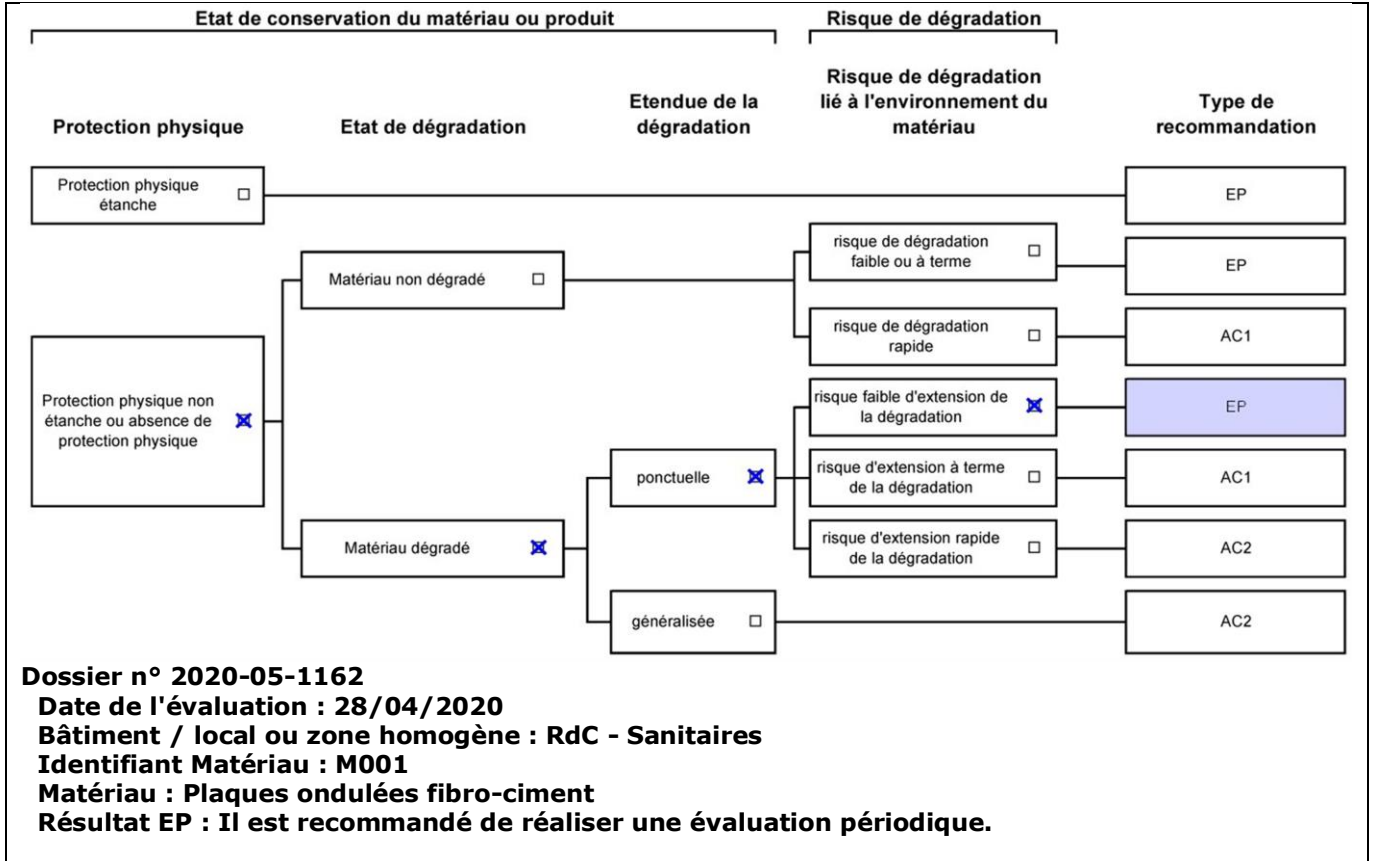 Etat de conservation du matériau ou produit
Risque de dégradation
Protection physique
Etat de dégradation
Etendue de la
dégradation
Risque de dégradation
lié à l'environnement du
matériau
Type de
recommandation
Protection physique
étanche
EP
Matériau non dégradé
risque de dégradation
faible ou à terme
EP
risque de dégradation
rapide
AC1
Protection physique non
étanche ou absence de
protection physique
risque faible d'extension de
la dégradation
EP
ponctuelle
risque d'extension à terme
de la dégradation
AC1
Matériau dégradé
risque d'extension rapide
de la dégradation
AC2
généralisée
AC2
Dossier n° 2020-05-1162
Date de l'évaluation : 28/04/2020
Bâtiment / local ou zone homogène : RdC - Sanitaires
Identifiant Matériau : M001
Matériau : Plaques ondulées fibro-ciment
Résultat EP : Il est recommandé de réaliser une évaluation périodique.